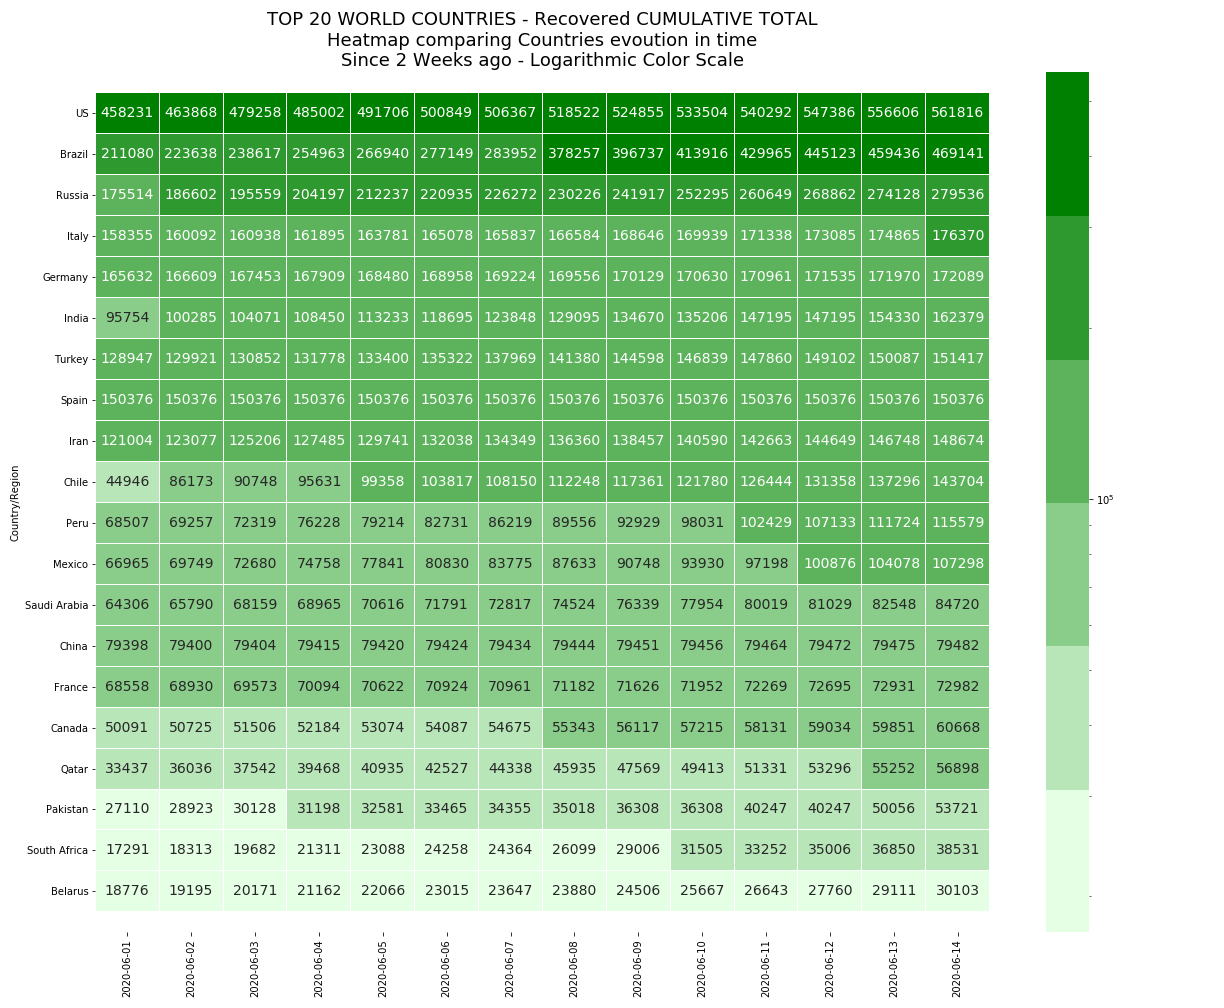 TOP 20 WORLD COUNTRIES - Recovered CUMULATIVE TOTAL
Heatmap comparing Countries evoution in time
Since 2 Weeks ago - Logarithmic Color Scale
US 458231 463868 479258 485002 491706 500849 506367 518522 524855 533504 540292 547386 556606 561816
Brazil 211080 223638 238617 254963 266940 277149 283952 378257 396737 413916 429965 445123 459436 469141
Russia 175514 186602 195559 204197 212237 220935 226272 230226 241917 252295 260649 268862 274128 279536
Italy 158355 160092 160938 161895 163781 165078 165837 166584 168646 169939 171338 173085 174865 176370
Germany 165632 166609 167453 167909 168480 168958 169224 169556 170129 170630 170961 171535 171970 172089
India 95754 100285 104071 108450 113233 118695 123848 129095 134670 135206 147195 147195 154330 162379
Turkey 128947 129921 130852 131778 133400 135322 137969 141380 144598 146839 147860 149102 150087 151417
Spain 150376 150376 150376 150376 150376 150376 150376 150376 150376 150376 150376 150376 150376 150376
Iran 121004 123077 125206 127485 129741 132038 134349 136360 138457 140590 142663 144649 146748 148674
Chile 44946 86173 90748 95631 99358 103817 108150 112248 117361 121780 126444 131358 137296 143704
Peru 68507 69257 72319 76228 79214 82731 86219 89556 92929 98031 102429 107133 111724 115579
Mexico 66965 69749 72680 74758 77841 80830 83775 87633 90748 93930 97198 100876 104078 107298
Saudi Arabia 64306 65790 68159 68965 70616 71791 72817 74524 76339 77954 80019 81029 82548 84720
China 79398 79400 79404 79415 79420 79424 79434 79444 79451 79456 79464 79472 79475 79482
France 68558 68930 69573 70094 70622 70924 70961 71182 71626 71952 72269 72695 72931 72982
Canada 50091 50725 51506 52184 53074 54087 54675 55343 56117 57215 58131 59034 59851 60668
Qatar 33437 36036 37542 39468 40935 42527 44338 45935 47569 49413 51331 53296 55252 56898
Pakistan 27110 28923 30128 31198 32581 33465 34355 35018 36308 36308 40247 40247 50056 53721
South Africa 17291 18313 19682 21311 23088 24258 24364 26099 29006 31505 33252 35006 36850 38531
Belarus 18776 19195 20171 21162 22066 23015 23647 23880 24506 25667 26643 27760 29111 30103
2020-06-01 2020-06-02 2020-06-03 2020-06-04 2020-06-05 2020-06-06 2020-06-07 2020-06-08 2020-06-09 2020-06-10 2020-06-11 2020-06-12 2020-06-13 2020-06-14
Country/Region
10⁵